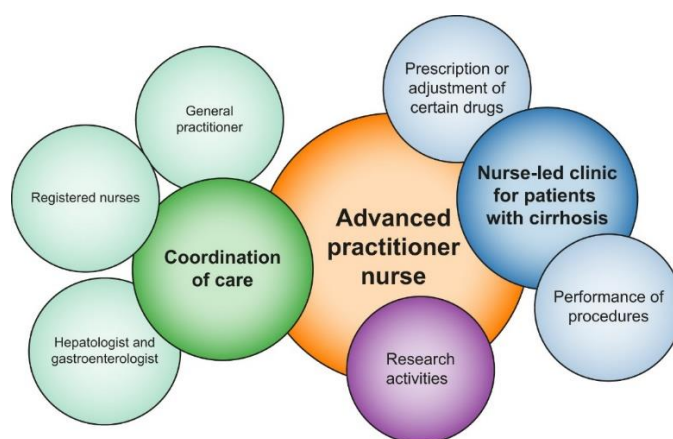 Prescription or
adjustment of
certain drugs
General
practitioner
Nurse-led clinic
for patients
with cirrhosis
Registered nurses
Advanced
practitioner
nurse
Coordination
of care
Performance of
procedures
Hepatologist and
gastroenterologist
Research
activities